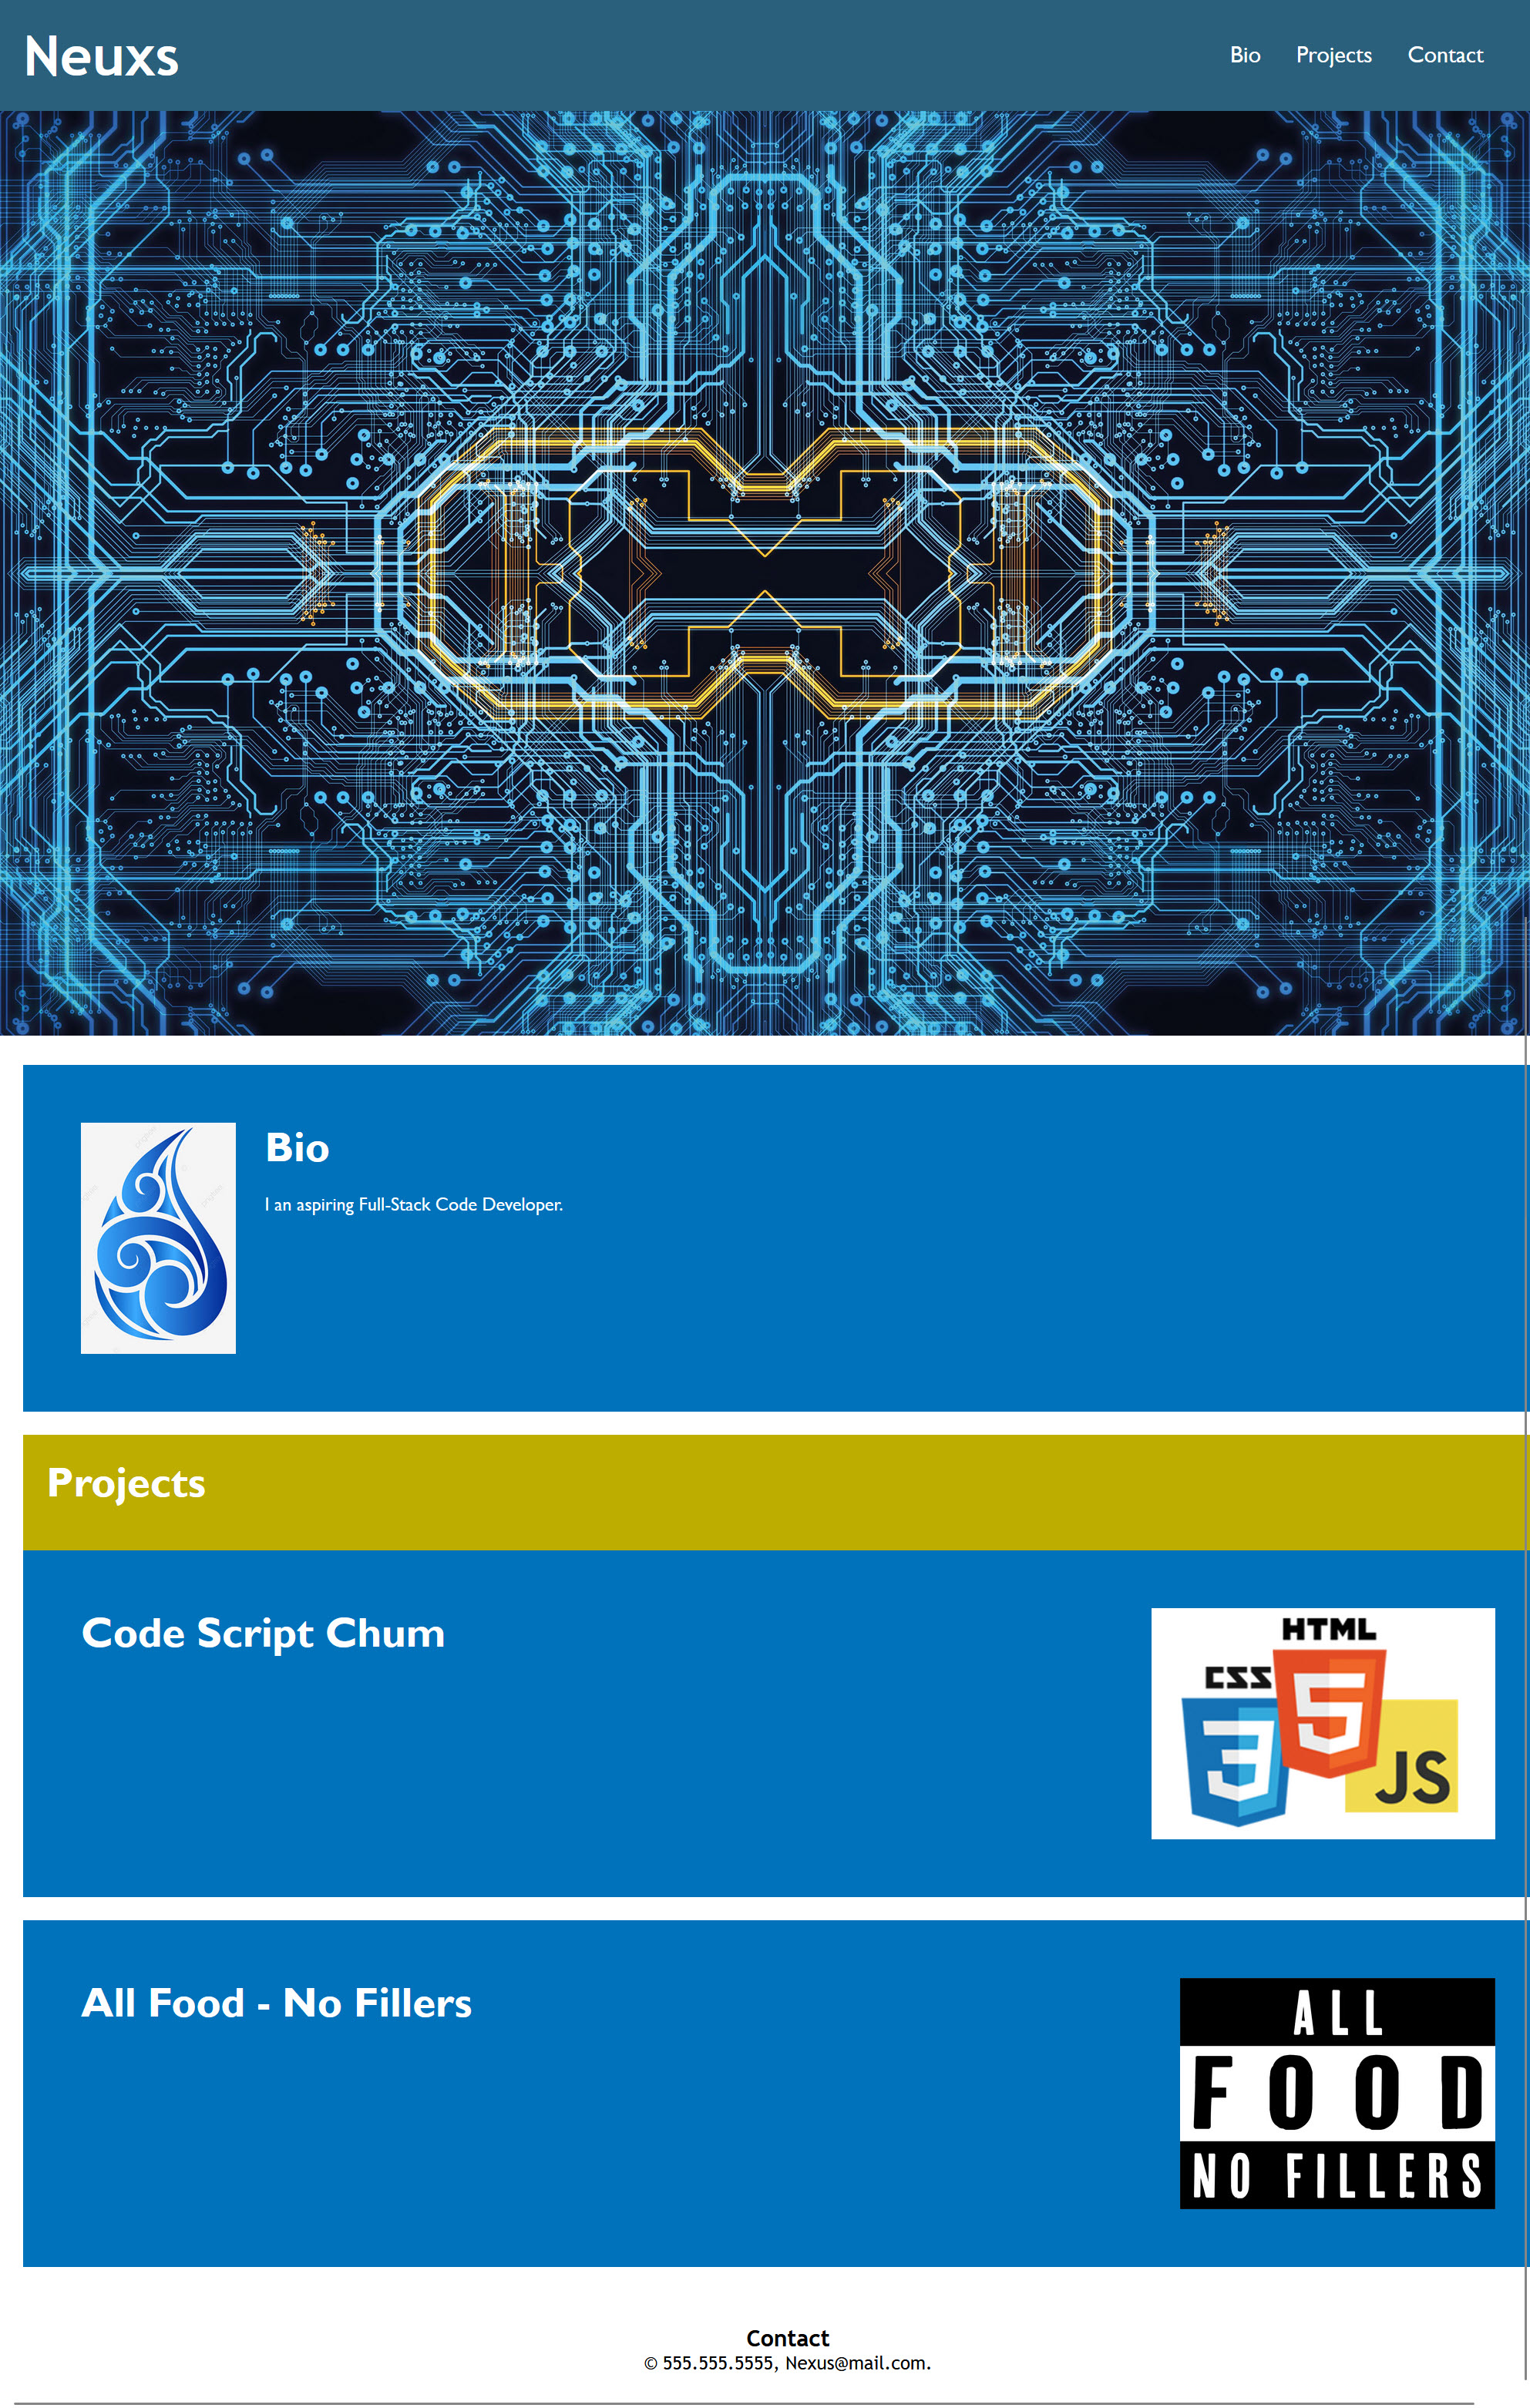 Neuxs
Bio Projects Contact
Bio
I an aspiring Full-Stack Code Developer.
Projects
Code Script Chum
HTML
CSS
5
3
JS
All Food - No Fillers
ALL
FOOD
NO FILLERS
Contact
© 555.555.5555, Nexus@mail.com.